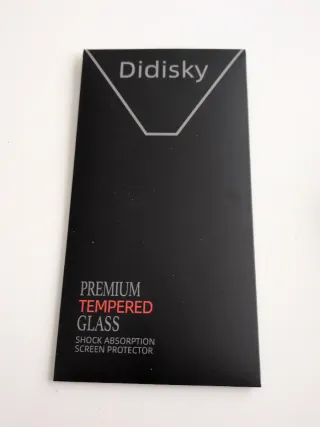 Didisky
PREMIUM
TEMPERED
GLASS
SHOCK ABSORPTION
SCREEN PROTECTOR